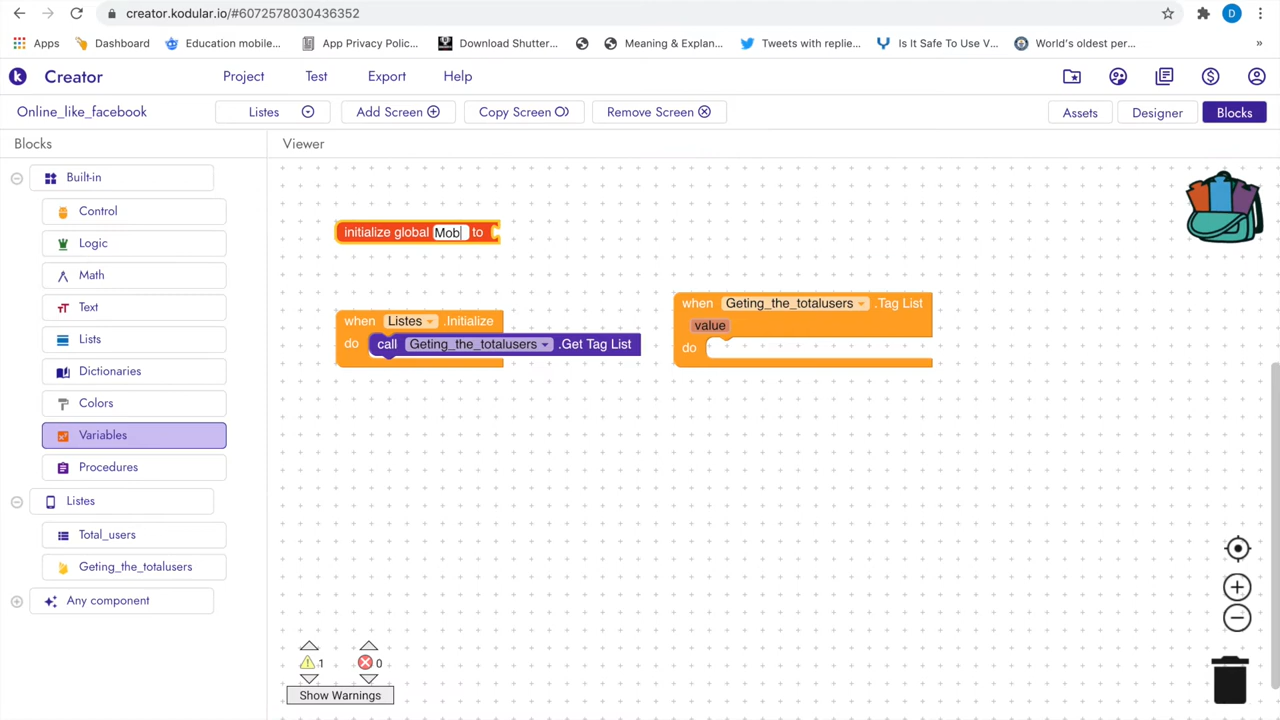 creator.kodular.io/#6072578030436352
D
Apps Dashboard Education mobile... App Privacy Polic... Download Shutter... Meaning & Explan... Tweets with replie... Is It Safe To Use V... World's oldest per... »
Creator Project Test Export Help
Online_like_facebook Listes Add Screen Copy Screen Remove Screen Assets Designer Blocks
Blocks Viewer
Built-in
Control
Logic
Math
Text
Lists
Dictionaries
Colors
Variables
Procedures
Listes
Total_users
Geting_the_totalusers
Any component
initialize global Mob to
when Listes .Initialize
do call Geting_the_totalusers .Get Tag List
when Geting_the_totalusers .Tag List
value
do
1 0
Show Warnings